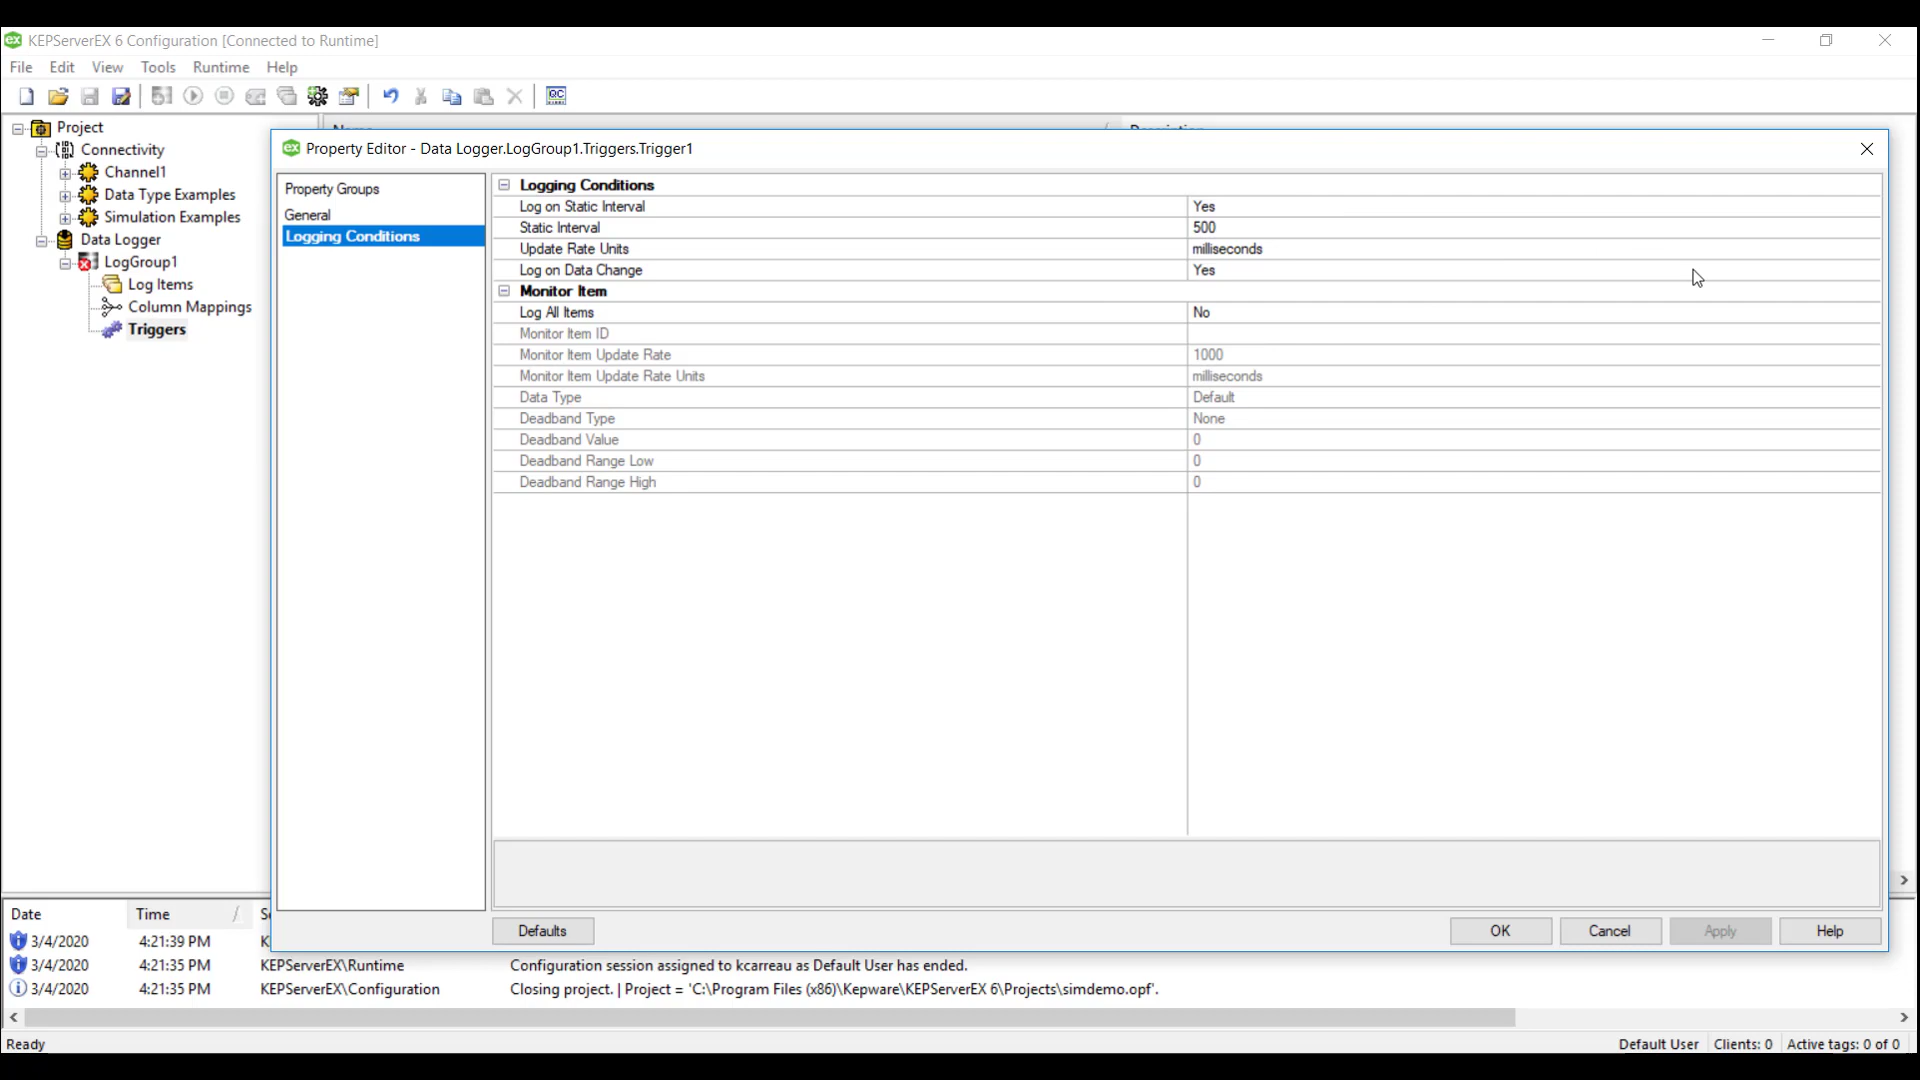 KEPServerEX 6 Configuration [Connected to Runtime]
File Edit View Tools Runtime Help
QC
Project
Connectivity
Channel1
Data Type Examples
Simulation Examples
Data Logger
LogGroup1
Log Items
Column Mappings
Triggers
Property Editor - Data Logger.LogGroup1.Triggers.Trigger1
Property Groups
General
Logging Conditions
Logging Conditions
Log on Static Interval Yes
Static Interval 500
Update Rate Units milliseconds
Log on Data Change Yes
Monitor Item
Log All Items No
Monitor Item ID
Monitor Item Update Rate 1000
Monitor Item Update Rate Units milliseconds
Data Type Default
Deadband Type None
Deadband Value 0
Deadband Range Low 0
Deadband Range High 0
Defaults OK Cancel Apply Help
Date Time
3/4/2020 4:21:39 PM
3/4/2020 4:21:35 PM KEPServerEX\Runtime Configuration session assigned to kcarreau as Default User has ended.
3/4/2020 4:21:35 PM KEPServerEX\Configuration Closing project. | Project = 'C:\Program Files (x86)\Kepware\KEPServerEX 6\Projects\simdemo.opf'.
Ready Default User Clients: 0 Active tags: 0 of 0